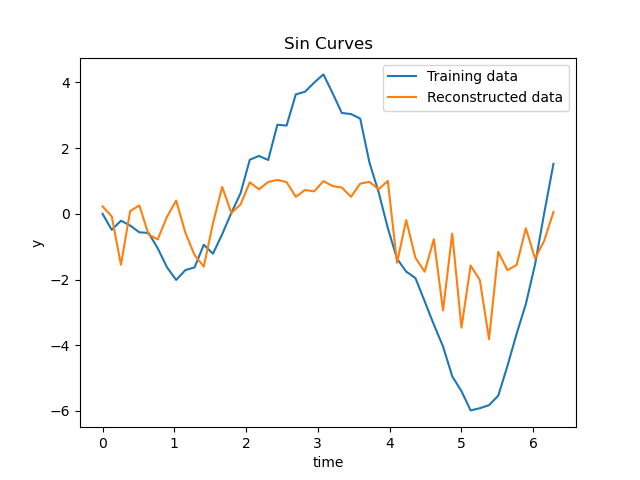 Sin Curves
Training data
Reconstructed data
4
2
0
−2
−4
−6
y
0 1 2 3 4 5 6
time